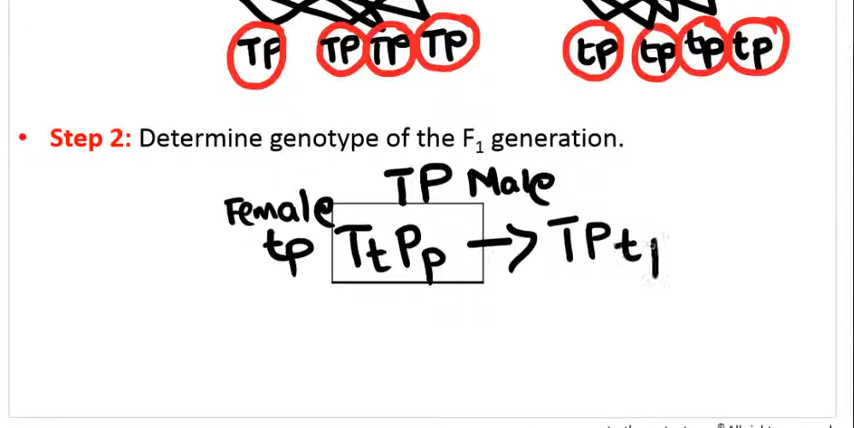 TP TP TP TP tp tp tp tp
• Step 2: Determine genotype of the F₁ generation.
TP Male
Female
tp TtPp → TPt